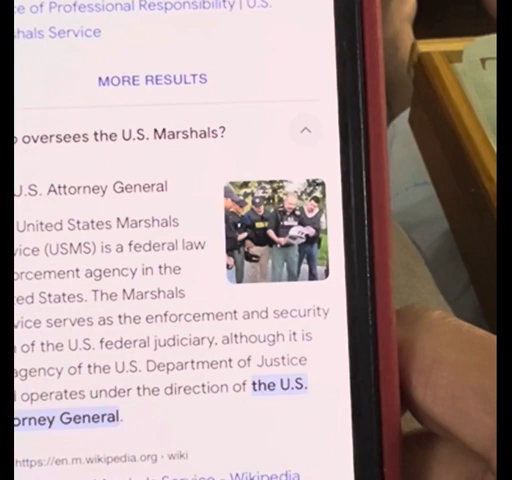 e of Professional Responsibility | U.S.
hals Service
MORE RESULTS
o oversees the U.S. Marshals?
U.S. Attorney General
United States Marshals
vice (USMS) is a federal law
orcement agency in the
ed States. The Marshals
vice serves as the enforcement and security
of the U.S. federal judiciary, although it is
agency of the U.S. Department of Justice
operates under the direction of the U.S.
orney General.
https://en.m.wikipedia.org › wiki
Service - Wikipedia